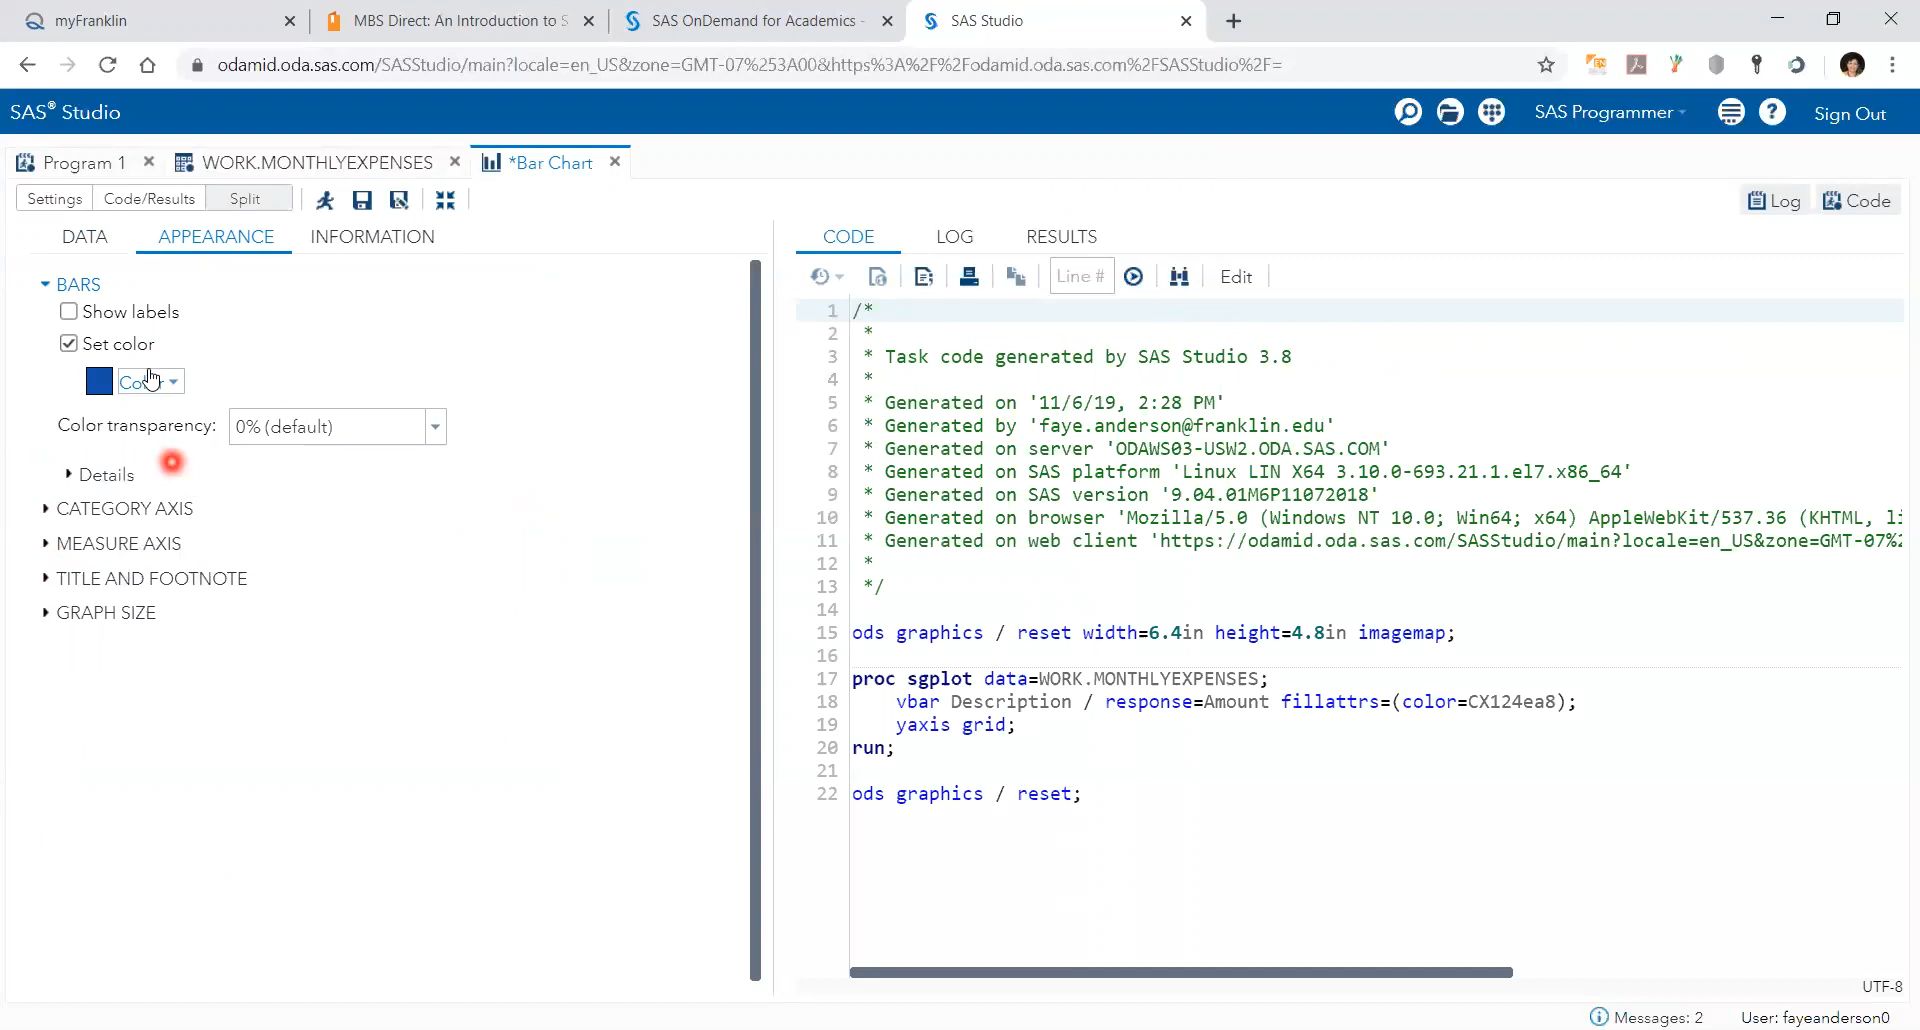 myFranklin
MBS Direct: An Introduction to S
SAS OnDemand for Academics -
SAS Studio
odamid.oda.sas.com/SASStudio/main?locale=en_US&zone=GMT-07%253A00&https%3A%2F%2Fodamid.oda.sas.com%2FSASStudio%2F=
EN
SAS® Studio
SAS Programmer
?
Sign Out
Program 1
WORK.MONTHLYEXPENSES
*Bar Chart
Settings
Code/Results
Split
Log
Code
DATA
APPEARANCE
INFORMATION
BARS
Show labels
Set color
Color transparency:
0% (default)
Details
CATEGORY AXIS
MEASURE AXIS
TITLE AND FOOTNOTE
GRAPH SIZE
CODE
LOG
RESULTS
Line #
Edit
1 /*
2 *
3 * Task code generated by SAS Studio 3.8
4 *
5 * Generated on '11/6/19, 2:28 PM'
6 * Generated by 'faye.anderson@franklin.edu'
7 * Generated on server 'ODAWS03-USW2.ODA.SAS.COM'
8 * Generated on SAS platform 'Linux LIN X64 3.10.0-693.21.1.el7.x86_64'
9 * Generated on SAS version '9.04.01M6P11072018'
10 * Generated on browser 'Mozilla/5.0 (Windows NT 10.0; Win64; x64) AppleWebKit/537.36 (KHTML, li
11 * Generated on web client 'https://odamid.oda.sas.com/SASStudio/main?locale=en_US&zone=GMT-07%2
12 *
13 */
14
15 ods graphics / reset width=6.4in height=4.8in imagemap;
16
17 proc sgplot data=WORK.MONTHLYEXPENSES;
18 vbar Description / response=Amount fillattrs=(color=CX124ea8);
19 yaxis grid;
20 run;
21
22 ods graphics / reset;
UTF-8
Messages: 2
User: fayeanderson0